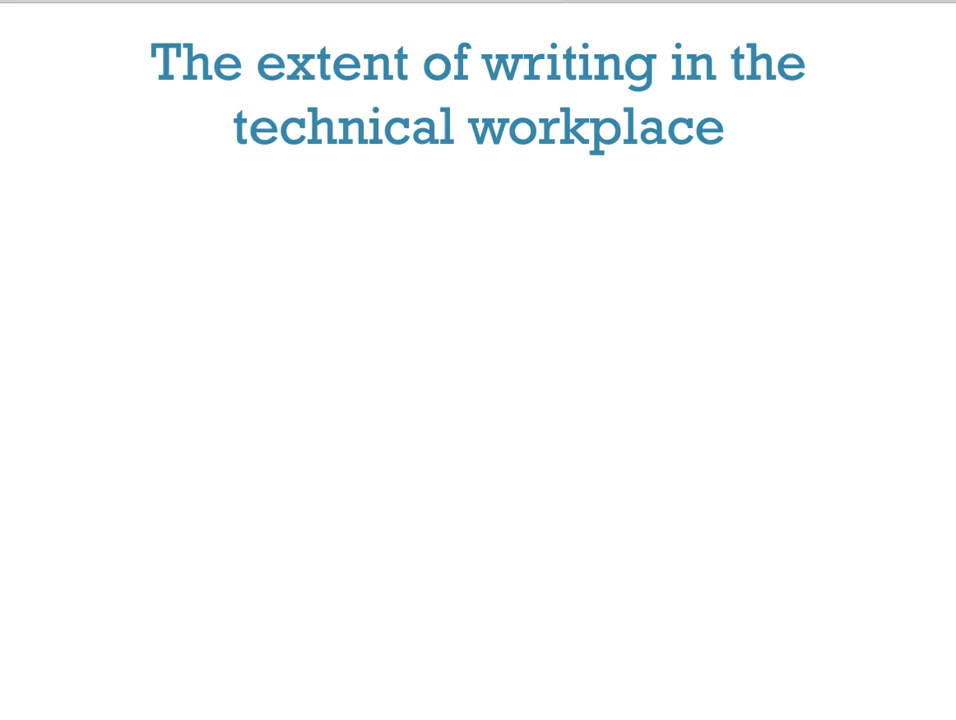 The extent of writing in the
technical workplace